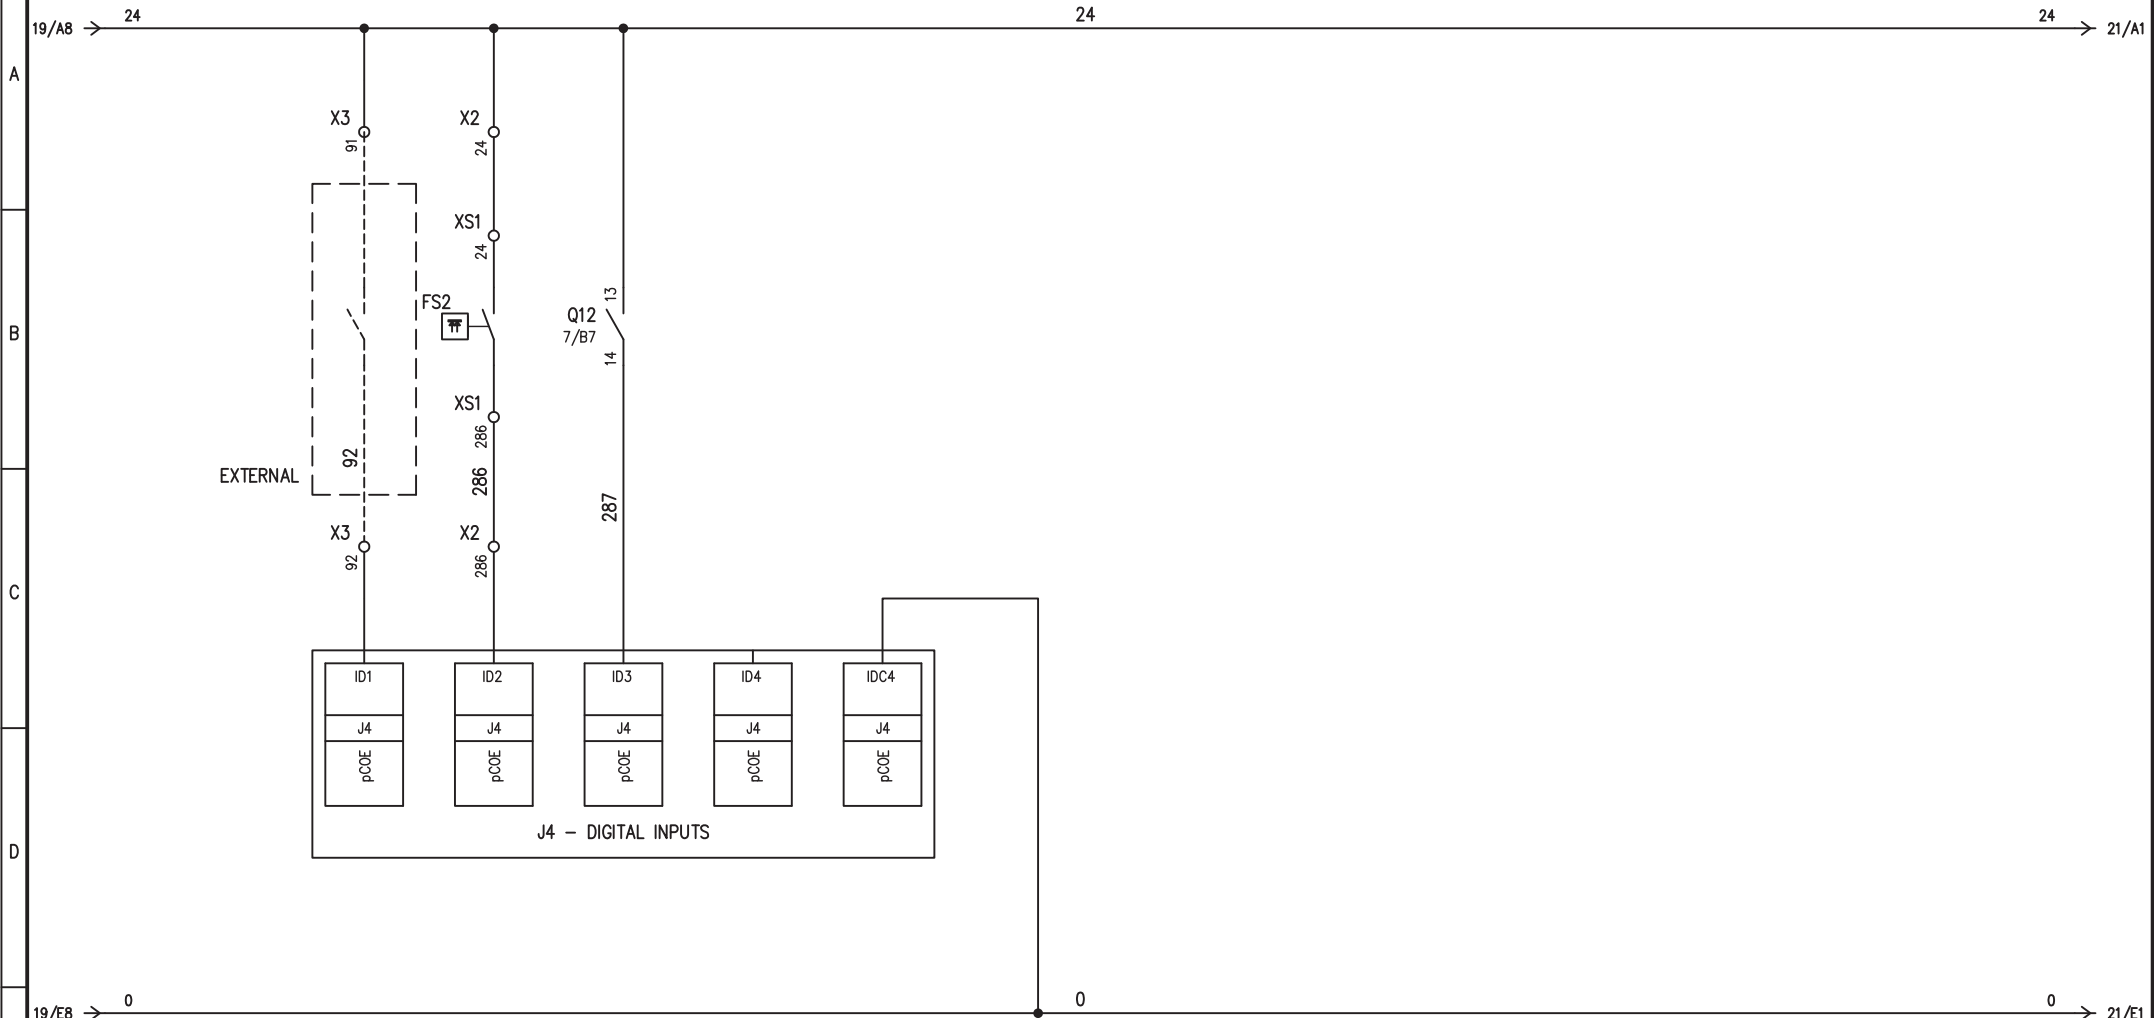 24 24 24
19/A8 21/A1
A
X3 X2
91 24
XS1
24
FS2
13
Q12
B
7/B7
14
XS1
286
92
EXTERNAL
286
287
X3 X2
92 286
C
ID1 ID2 ID3 ID4 IDC4
J4 J4 J4 J4 J4
pCOE pCOE pCOE pCOE pCOE
J4 - DIGITAL INPUTS
D
0 0 0
19/E8 21/E1